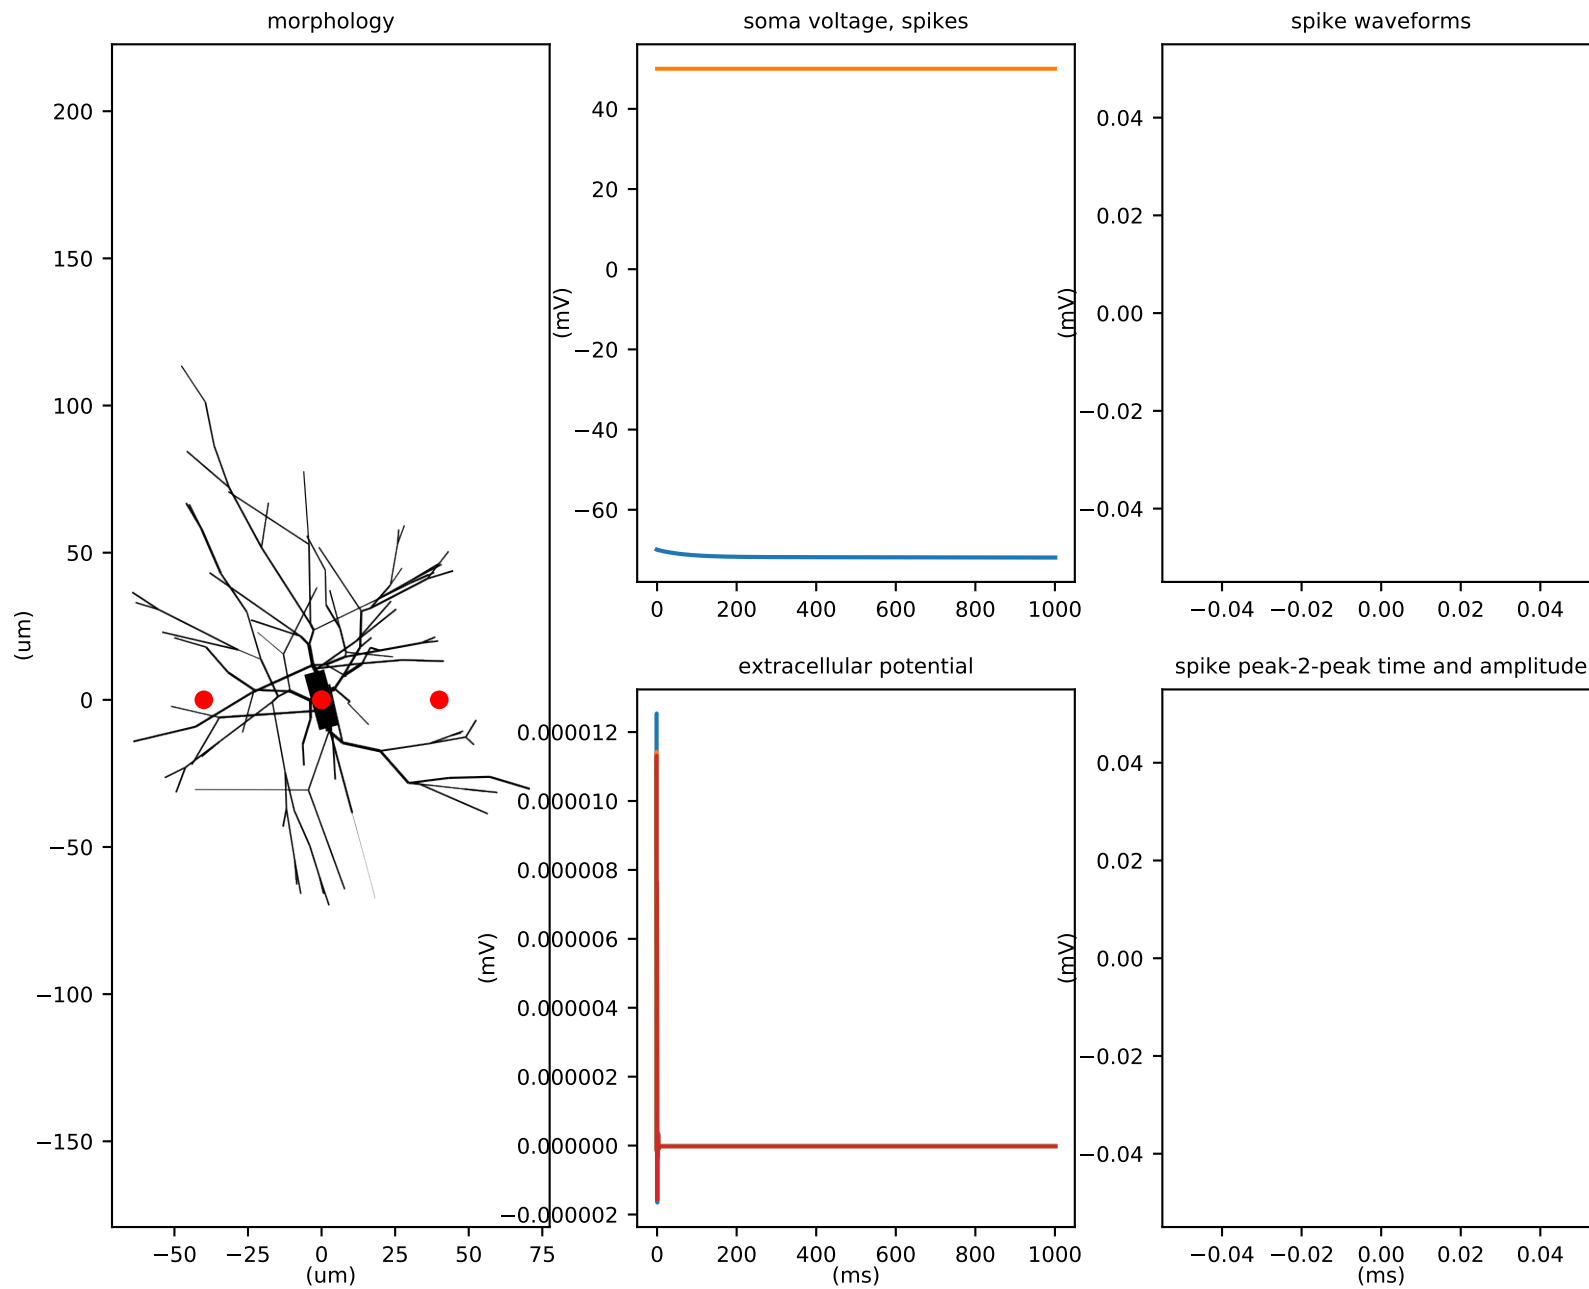 morphology
200
150
100
50
0
−50
−100
−150
(um)
−50 −25 0 25 50 75
(um)
soma voltage, spikes
40
20
0
−20
−40
−60
(mV)
0 200 400 600 800 1000
spike waveforms
0.04
0.02
0.00
−0.02
−0.04
(mV)
−0.04 −0.02 0.00 0.02 0.04
extracellular potential
0.000012
0.000010
0.000008
0.000006
0.000004
0.000002
0.000000
−0.000002
(mV)
0 200 400 600 800 1000
(ms)
spike peak-2-peak time and amplitude
0.04
0.02
0.00
−0.02
−0.04
(mV)
−0.04 −0.02 0.00 0.02 0.04
(ms)